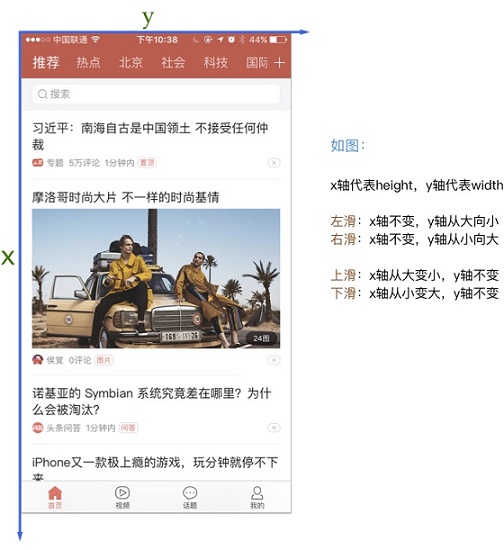 y
中国联通 下午10:38 44%
推荐 热点 北京 社会 科技 国际 +
搜索
习近平：南海自古是中国领土 不接受任何仲
裁
专题 5万评论 1分钟内 置顶
摩洛哥时尚大片 不一样的时尚基情
24图
侯觉 0评论 图片
诺基亚的 Symbian 系统究竟差在哪里？为什
么会被淘汰？
头条问答 1分钟内 问答
iPhone又一款极上瘾的游戏，玩分钟就停不下
来
首页 视频 话题 我的
x
如图：
x轴代表height，y轴代表width
左滑：x轴不变，y轴从大向小
右滑：x轴不变，y轴从小向大
上滑：x轴从大变小，y轴不变
下滑：x轴从小变大，y轴不变